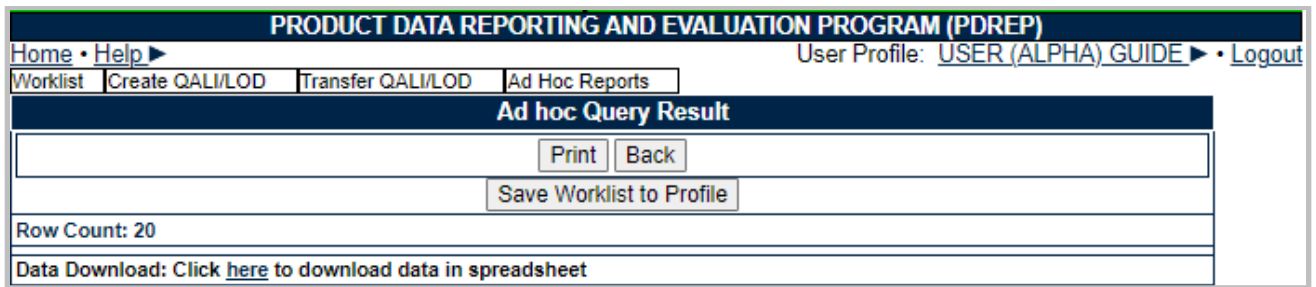 PRODUCT DATA REPORTING AND EVALUATION PROGRAM (PDREP)
Home • Help► User Profile: USER (ALPHA) GUIDE► • Logout
Worklist Create QALI/LOD Transfer QALI/LOD Ad Hoc Reports
Ad hoc Query Result
Print Back
Save Worklist to Profile
Row Count: 20
Data Download: Click here to download data in spreadsheet